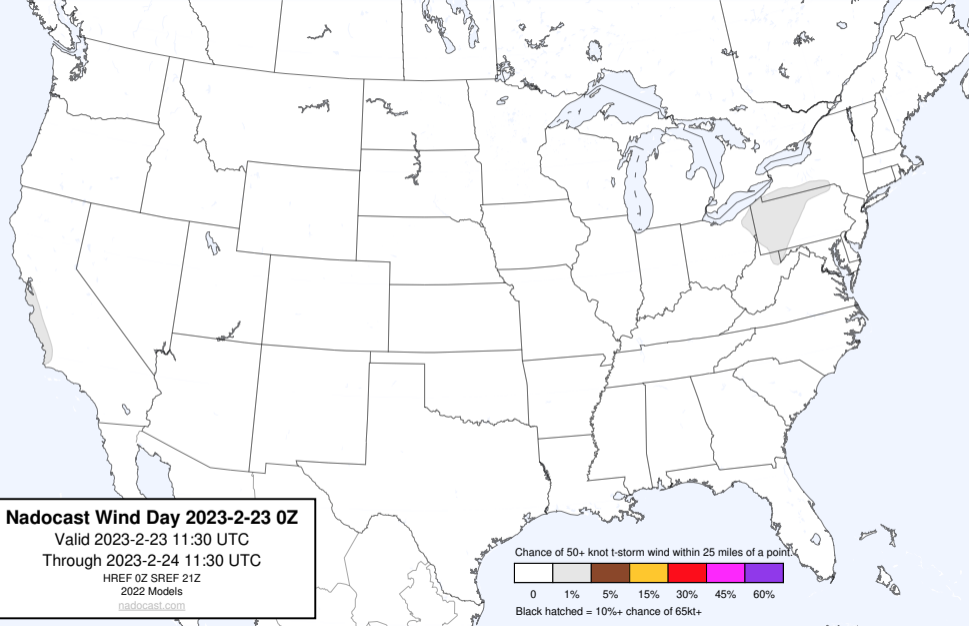 Nadocast Wind Day 2023-2-23 0Z
Valid 2023-2-23 11:30 UTC
Through 2023-2-24 11:30 UTC
HREF 0Z SREF 21Z
2022 Models
nadocast.com
Chance of 50+ knot t-storm wind within 25 miles of a point.
0 1% 5% 15% 30% 45% 60%
Black hatched = 10%+ chance of 65kt+